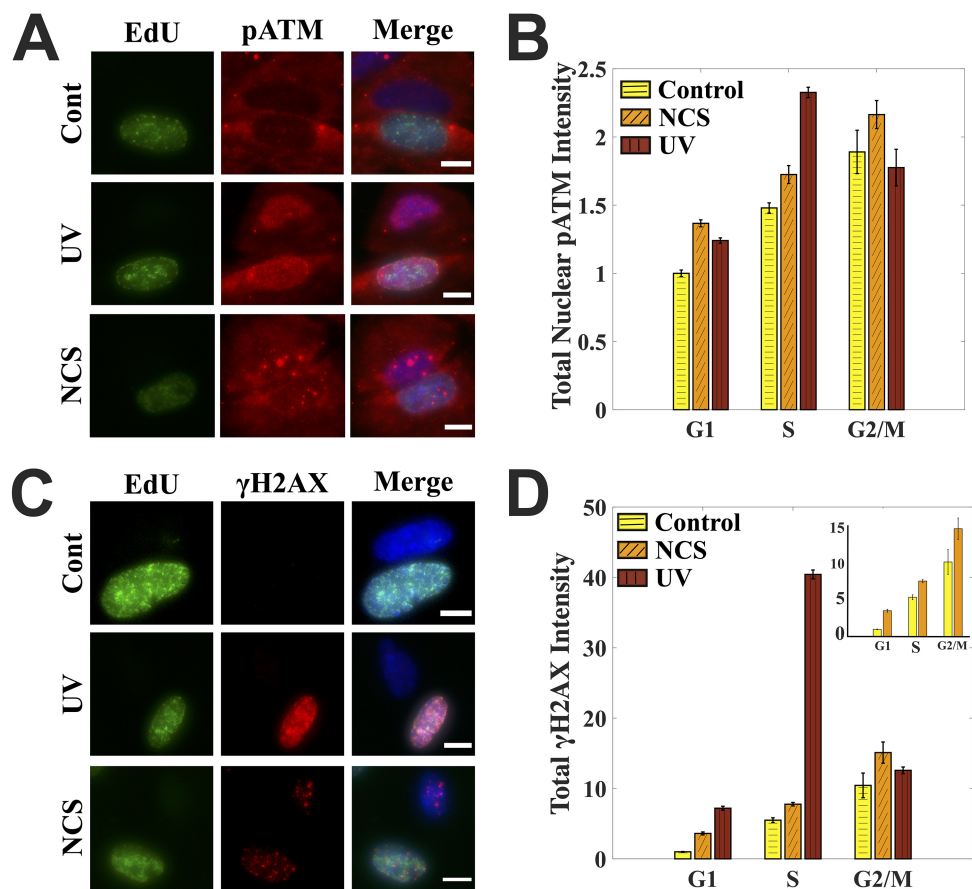 A
EdU pATM Merge
Cont
UV
NCS
B
Total Nuclear pATM Intensity
2.5
2
1.5
1
0.5
0
Control
NCS
UV
G1 S G2/M
C
EdU γH2AX Merge
Cont
UV
NCS
D
Total γH2AX Intensity
50
40
30
20
10
0
Control
NCS
UV
15
10
5
0
G1 S G2/M
G1 S G2/M